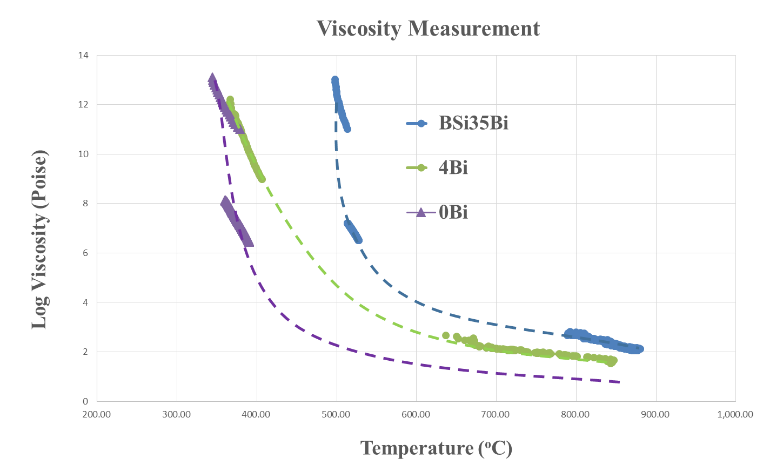 Viscosity Measurement
14
12
10
8
6
4
2
0
Log Viscosity (Poise)
BSi35Bi
4Bi
0Bi
200.00 300.00 400.00 500.00 600.00 700.00 800.00 900.00 1,000.00
Temperature (°C)